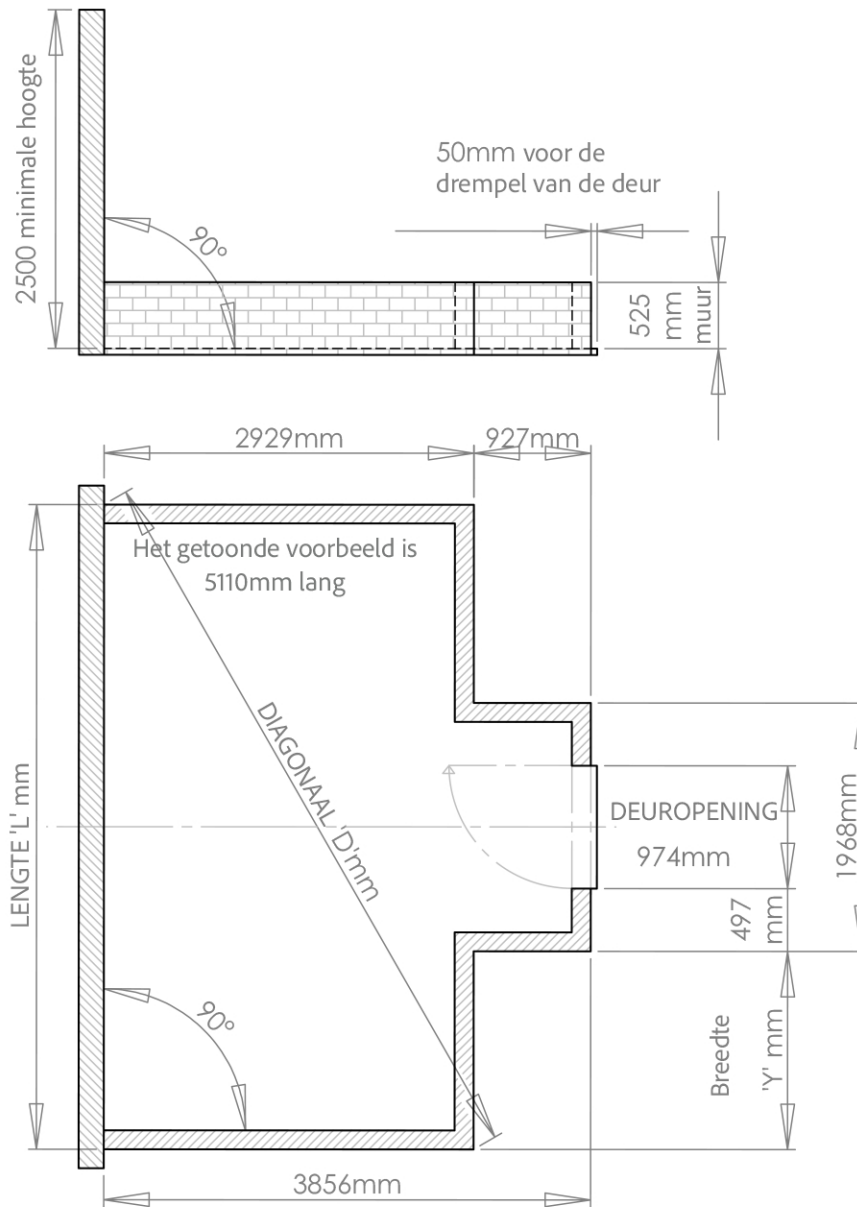 2500 minimale hoogte
50mm voor de
drempel van de deur
90°
525
mm
muur
2929mm
927mm
Het getoonde voorbeeld is
5110mm lang
DIAGONAAL 'D'mm
LENGTE 'L' mm
DEUROPENING
974mm
1968mm
497
mm
90°
Breedte
'Y' mm
3856mm